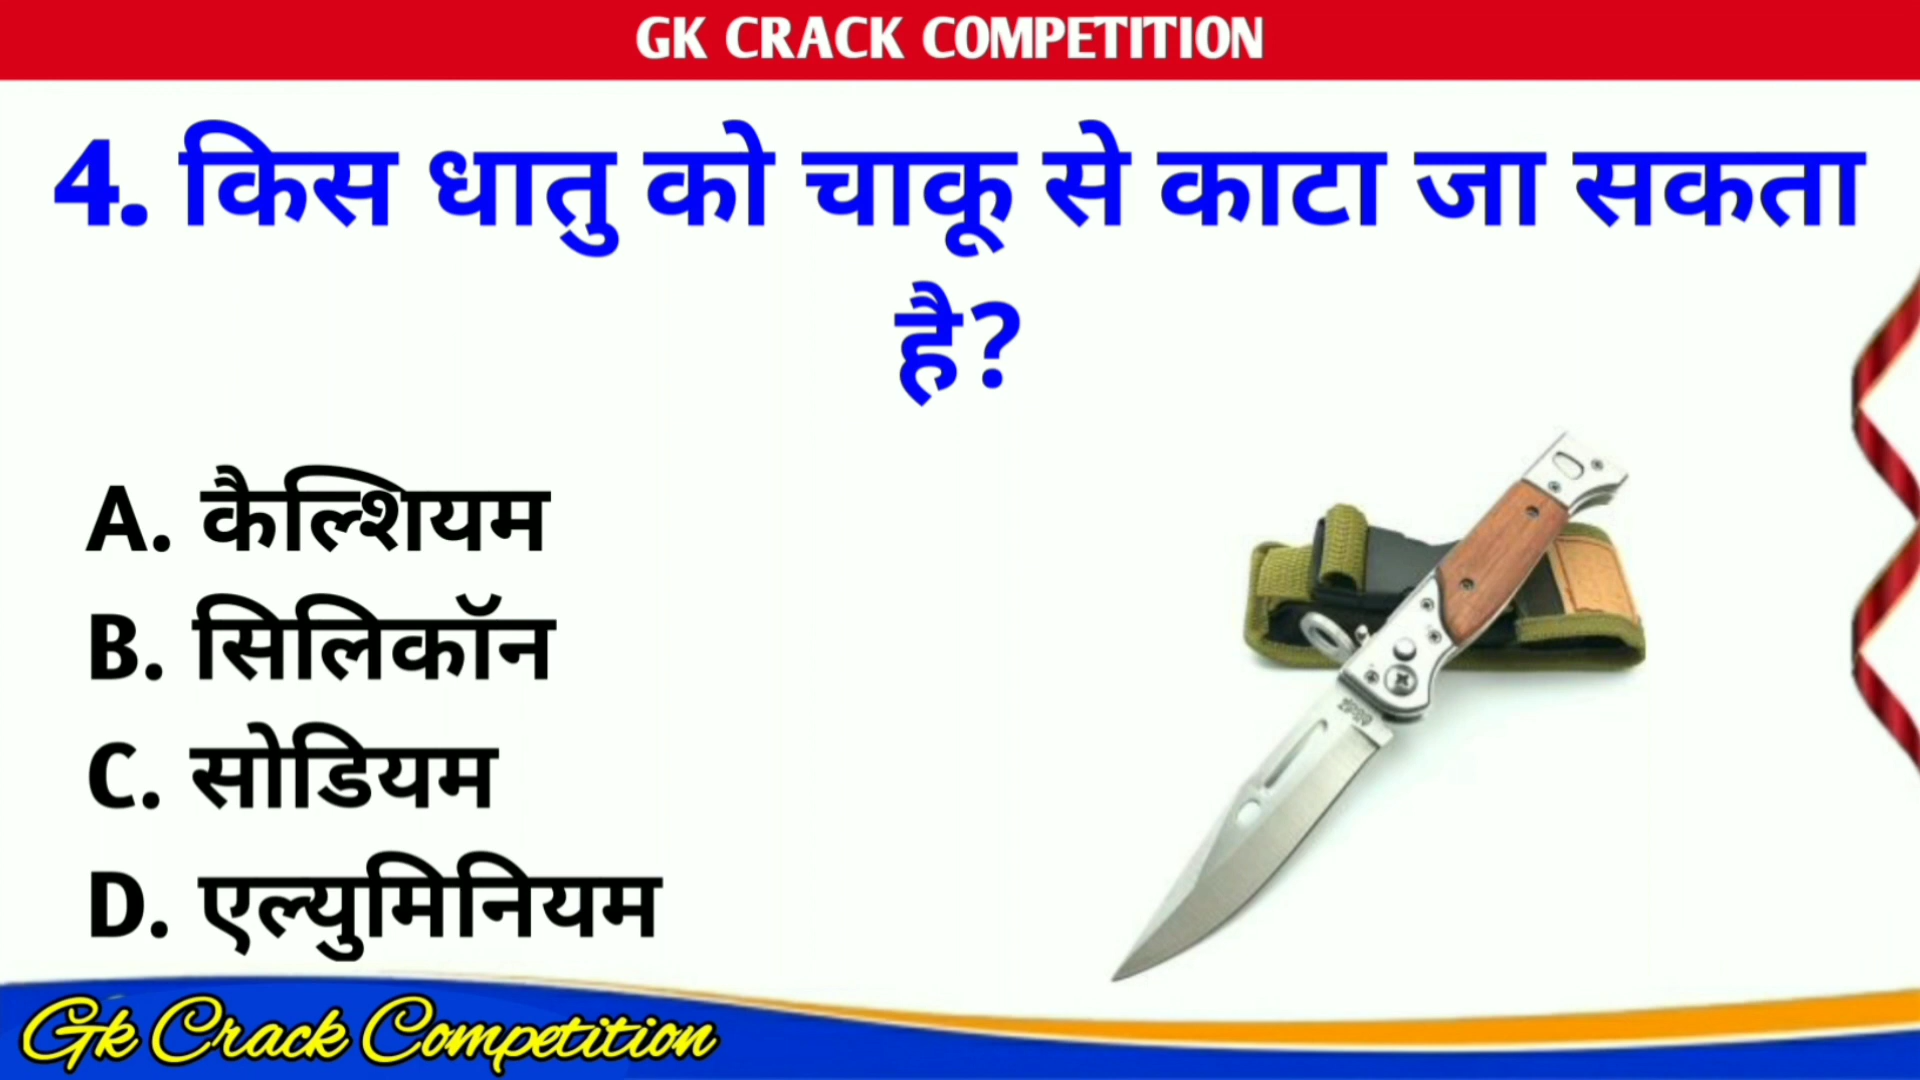 GK CRACK COMPETITION
4. किस धातु को चाकू से काटा जा सकता
है?
A. कैल्शियम
B. सिलिकॉन
C. सोडियम
D. एल्युमिनियम
Gk Crack Competition